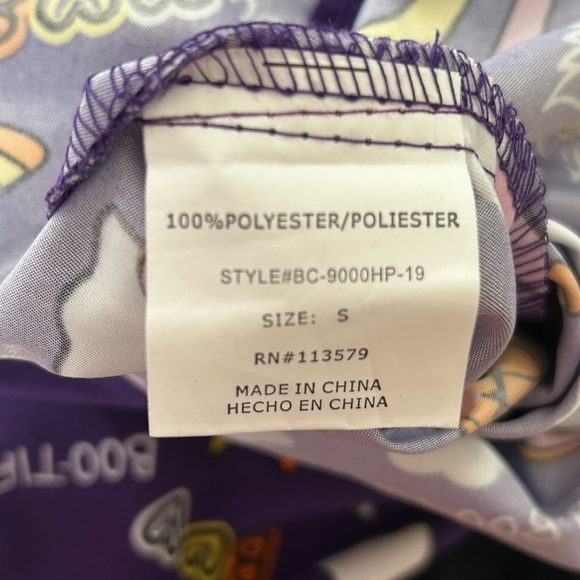 100%POLYESTER/POLIESTER
STYLE#BC-9000HP-19
SIZE: S
RN#113579
MADE IN CHINA
HECHO EN CHINA
BOO-TIF